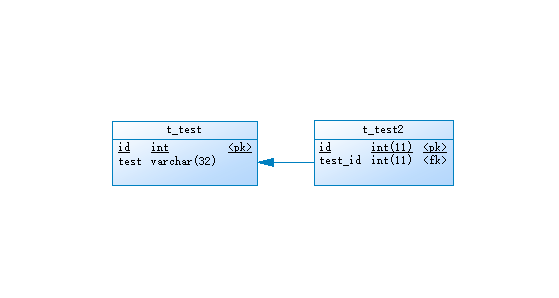 t_test
id int <pk>
test varchar(32)
t_test2
id int(11) <pk>
test_id int(11) <fk>